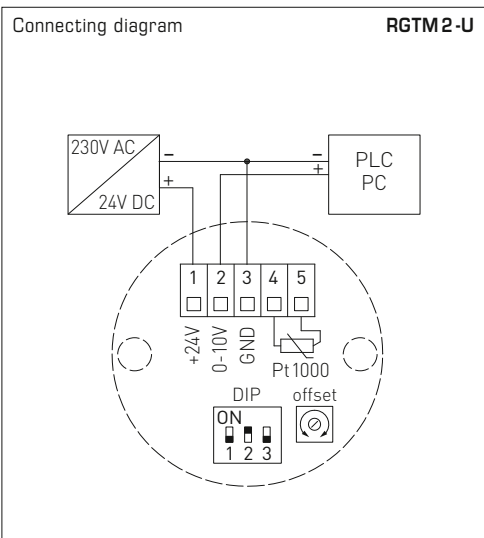 Connecting diagram RGTM 2-U
230V AC
24V DC
–
+
–
+
PLC
PC
1 2 3 4 5
+24V
0-10V
GND
Pt1000
DIP
offset
ON
1 2 3